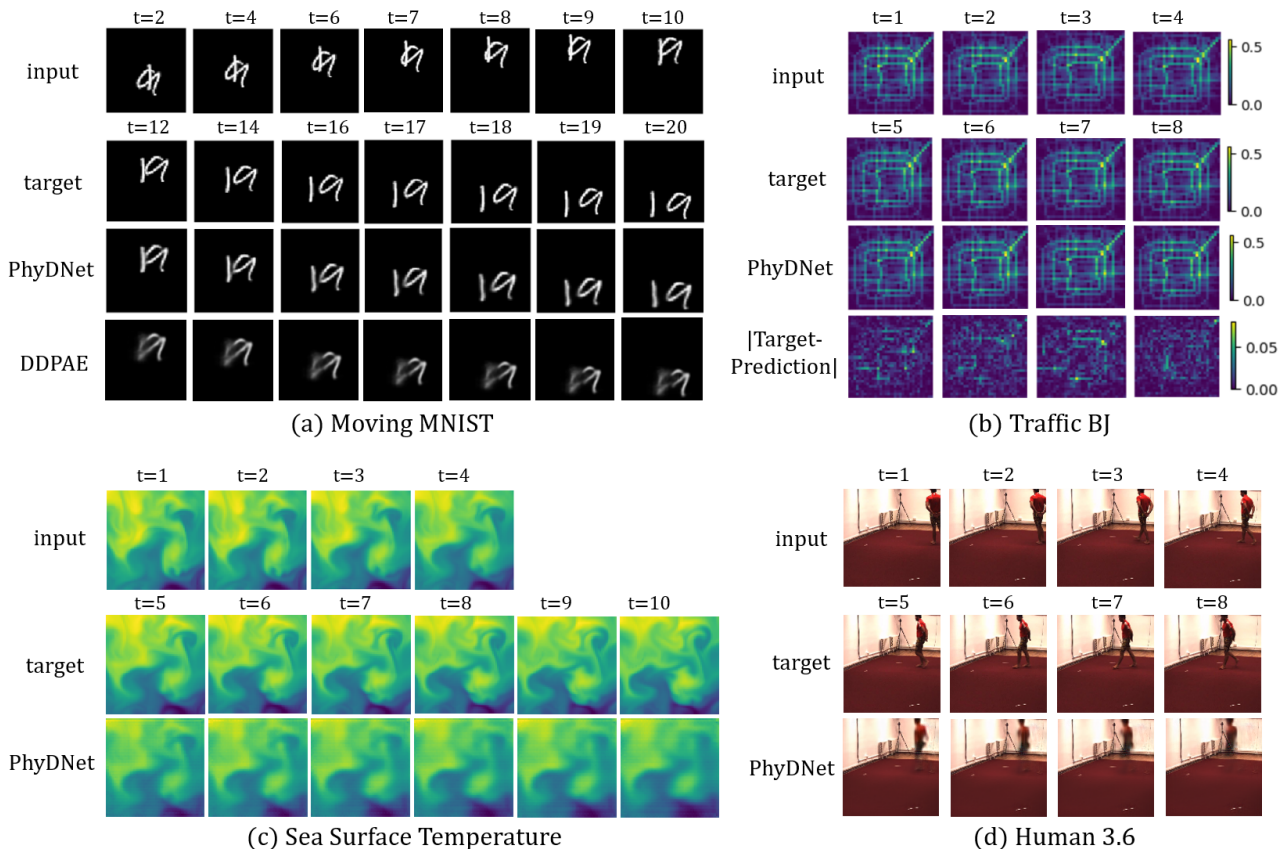 t=2 t=4 t=6 t=7 t=8 t=9 t=10
input
t=12 t=14 t=16 t=17 t=18 t=19 t=20
target
PhyDNet
DDPAE
(a) Moving MNIST
t=1 t=2 t=3 t=4
input
0.5
0.0
t=5 t=6 t=7 t=8
target
0.5
0.0
PhyDNet
0.5
0.0
|Target-
Prediction|
0.05
0.00
(b) Traffic BJ
t=1 t=2 t=3 t=4
input
t=5 t=6 t=7 t=8 t=9 t=10
target
PhyDNet
(c) Sea Surface Temperature
t=1 t=2 t=3 t=4
input
t=5 t=6 t=7 t=8
target
PhyDNet
(d) Human 3.6